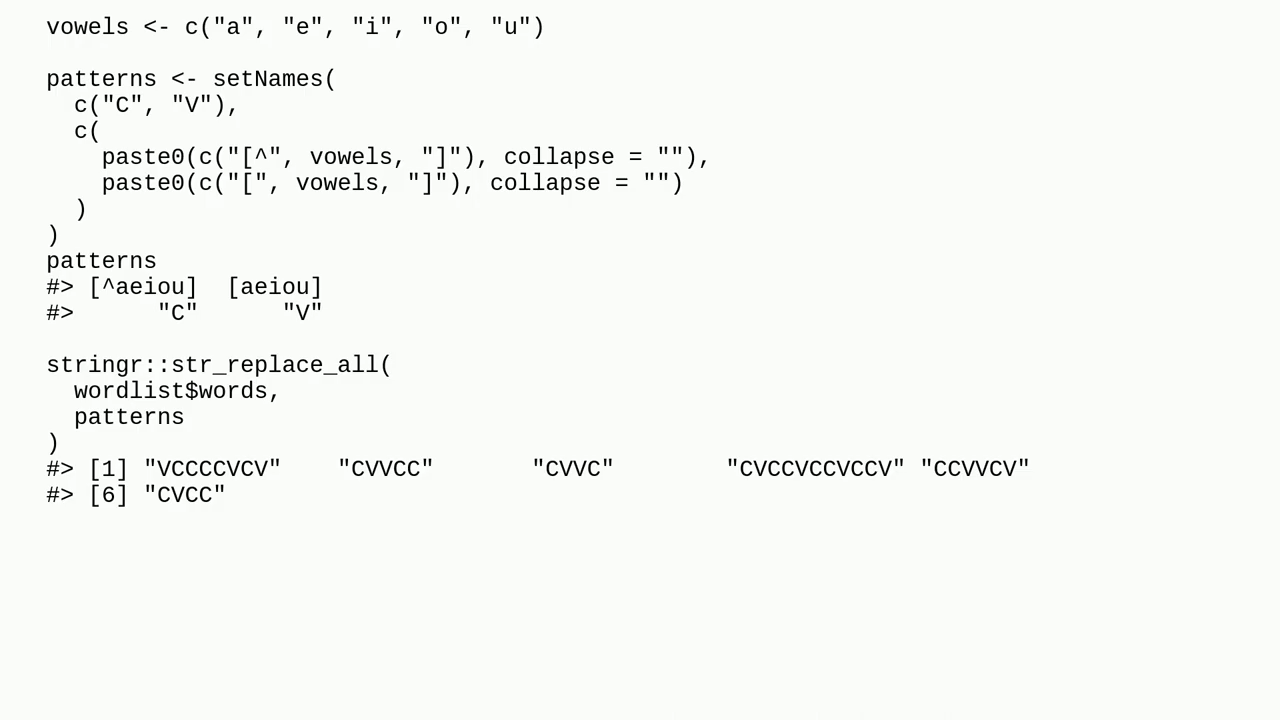 vowels <- c("a", "e", "i", "o", "u")

patterns <- setNames(
  c("C", "V"),
  c(
    paste0(c("[^", vowels, "]"), collapse = ""),
    paste0(c("[", vowels, "]"), collapse = "")
  )
)
patterns
#> [^aeiou]  [aeiou]
#>      "C"      "V"

stringr::str_replace_all(
  wordlist$words,
  patterns
)
#> [1] "VCCCCVCV"    "CVVCC"       "CVVC"        "CVCCVCCVCCV" "CCVVCV"
#> [6] "CVCC"